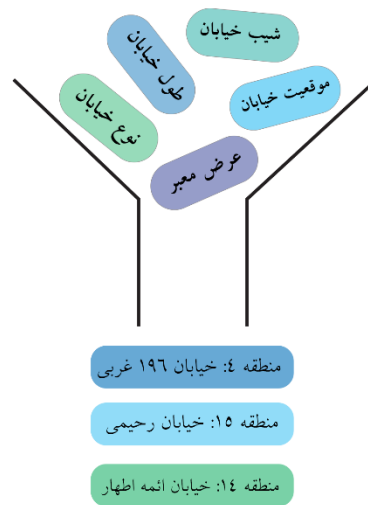 شیب خیابان
طول خیابان
موقعیت خیابان
نوع خیابان
عرض معبر
منطقه ٤: خیابان ١٩٦ غربی
منطقه ١٥: خیابان رحیمی
منطقه ١٤: خیابان ائمه اطهار